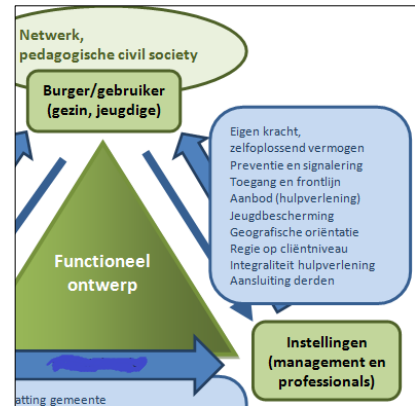 Netwerk,
pedagogische civil society
Burger/gebruiker
(gezin, jeugdige)
Eigen kracht,
zelfoplossend vermogen
Preventie en signalering
Toegang en frontlijn
Aanbod (hulpverlening)
Jeugdbescherming
Geografische oriëntatie
Regie op cliëntniveau
Integraliteit hulpverlening
Aansluiting derden
Functioneel
ontwerp
Instellingen
(management en
professionals)
gemeente